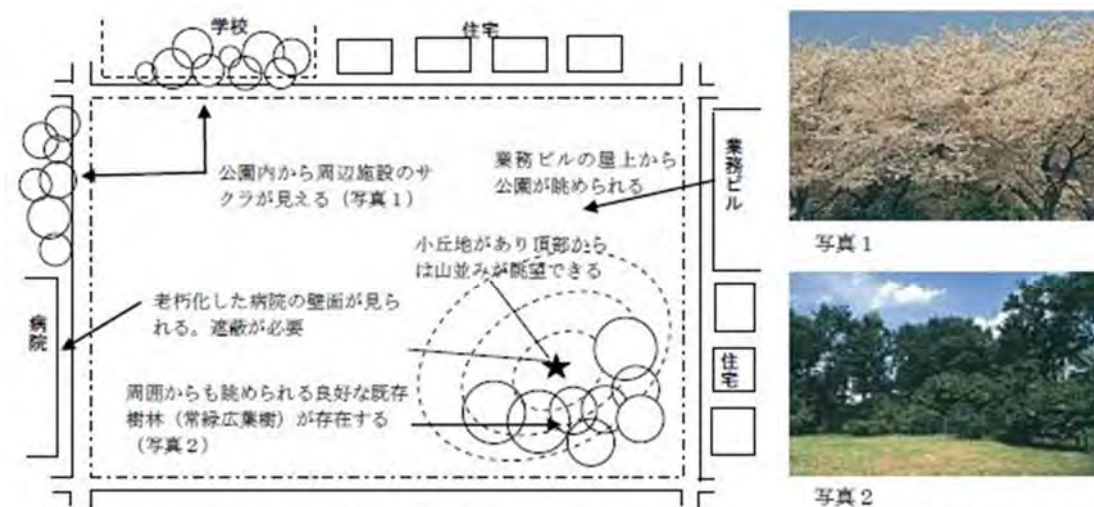 学校
住宅
公園内から周辺施設のサ
クラが見える（写真1）
業務ビルの屋上から
公園が眺められる
業務ビル
写真1
小丘地があり頂部から
は山並みが眺望できる
老朽化した病院の壁面が見ら
れる。遮蔽が必要
病院
住宅
周囲からも眺められる良好な既存
樹林（常緑広葉樹）が存在する
（写真2）
写真2